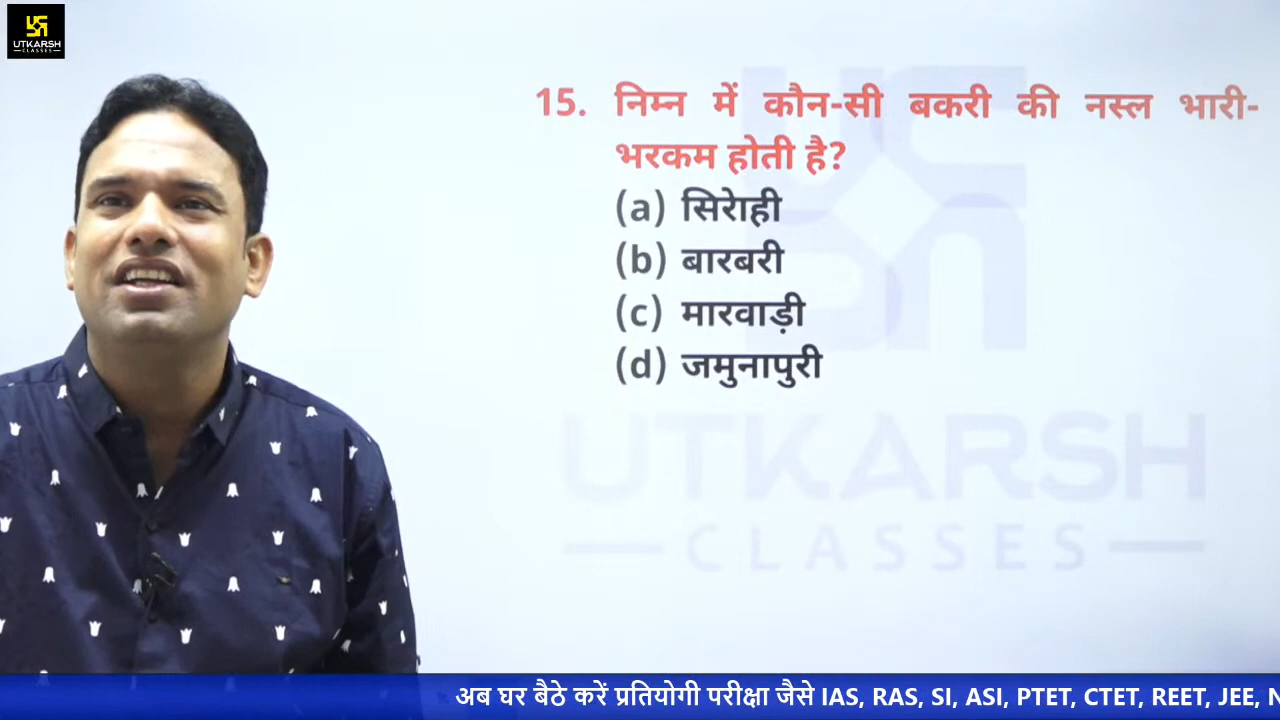 UTKARSH
CLASSES
15. निम्न में कौन-सी बकरी की नस्ल भारी-
भरकम होती है?
(a) सिरेाही
(b) बारबरी
(c) मारवाड़ी
(d) जमुनापुरी
UTKARSH
CLASSES
अब घर बैठे करें प्रतियोगी परीक्षा जैसे IAS, RAS, SI, ASI, PTET, CTET, REET, JEE, N